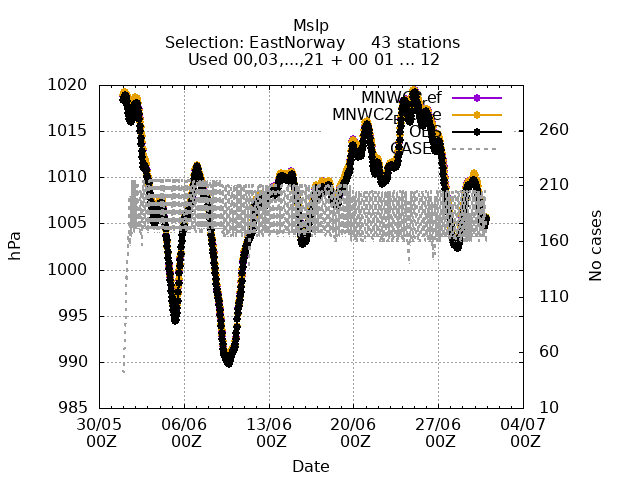 Mslp
Selection: EastNorway 43 stations
Used 00,03,...,21 + 00 01 ... 12
1020
1015
1010
1005
1000
995
990
985
hPa
260
210
160
110
60
10
No cases
OBS
CASES
30/05 06/06 13/06 20/06 27/06 04/07
00Z 00Z 00Z 00Z 00Z 00Z
Date